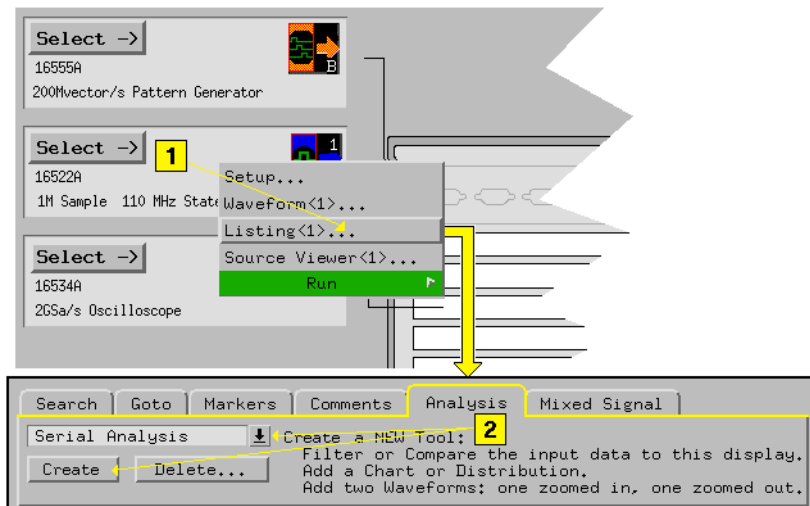 Select ->
B
16555A
200Mvector/s Pattern Generator
Select ->
1
1
16522A
1M Sample 110 MHz State
Setup...
Waveform<1>...
Listing<1>...
Source Viewer<1>...
Run
Select ->
16534A
2GSa/s Oscilloscope
Search
Goto
Markers
Comments
Analysis
Mixed Signal
Serial Analysis
Create a NEW Tool:
2
Filter or Compare the input data to this display.
Create
Delete...
Add a Chart or Distribution.
Add two Waveforms: one zoomed in, one zoomed out.